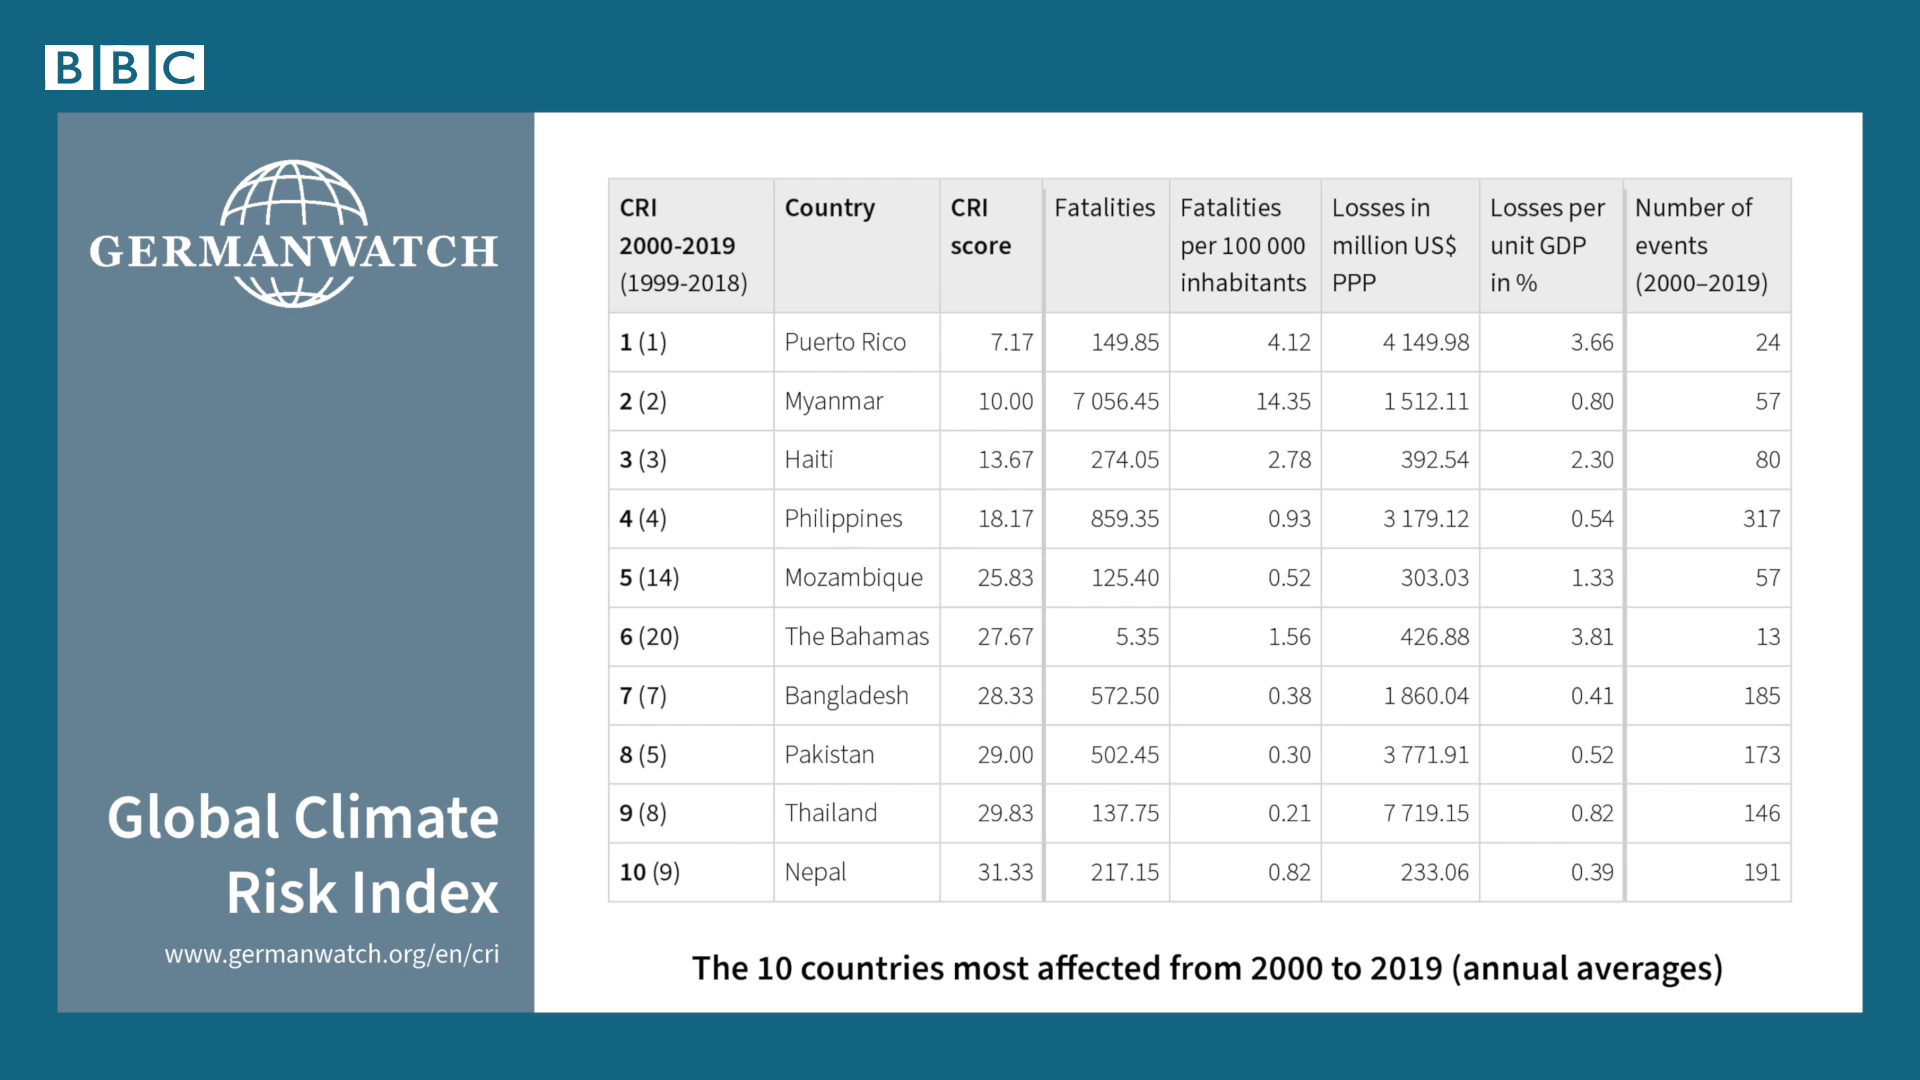 BBC
GERMANWATCH
Global Climate
Risk Index
www.germanwatch.org/en/cri
CRI 2000-2019 (1999-2018) Country CRI score Fatalities Fatalities per 100 000 inhabitants Losses in million US$ PPP Losses per unit GDP in % Number of events (2000–2019)
1 (1) Puerto Rico 7.17 149.85 4.12 4 149.98 3.66 24
2 (2) Myanmar 10.00 7 056.45 14.35 1 512.11 0.80 57
3 (3) Haiti 13.67 274.05 2.78 392.54 2.30 80
4 (4) Philippines 18.17 859.35 0.93 3 179.12 0.54 317
5 (14) Mozambique 25.83 125.40 0.52 303.03 1.33 57
6 (20) The Bahamas 27.67 5.35 1.56 426.88 3.81 13
7 (7) Bangladesh 28.33 572.50 0.38 1 860.04 0.41 185
8 (5) Pakistan 29.00 502.45 0.30 3 771.91 0.52 173
9 (8) Thailand 29.83 137.75 0.21 7 719.15 0.82 146
10 (9) Nepal 31.33 217.15 0.82 233.06 0.39 191
The 10 countries most affected from 2000 to 2019 (annual averages)